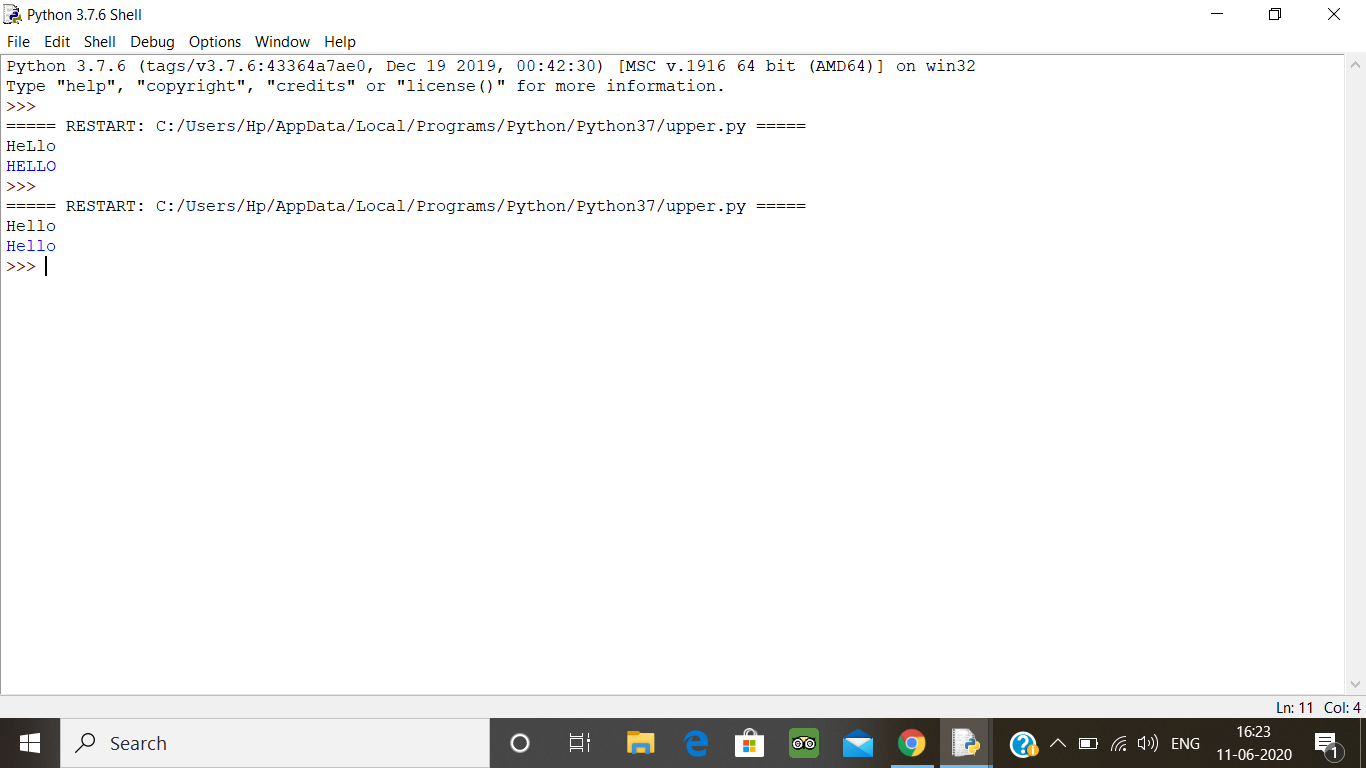 Python 3.7.6 Shell
File Edit Shell Debug Options Window Help
Python 3.7.6 (tags/v3.7.6:43364a7ae0, Dec 19 2019, 00:42:30) [MSC v.1916 64 bit (AMD64)] on win32
Type "help", "copyright", "credits" or "license()" for more information.
>>>
===== RESTART: C:/Users/Hp/AppData/Local/Programs/Python/Python37/upper.py =====
HeLlo
HELLO
>>>
===== RESTART: C:/Users/Hp/AppData/Local/Programs/Python/Python37/upper.py =====
Hello
Hello
>>>
Ln: 11 Col: 4
Search
ENG
16:23
11-06-2020
1